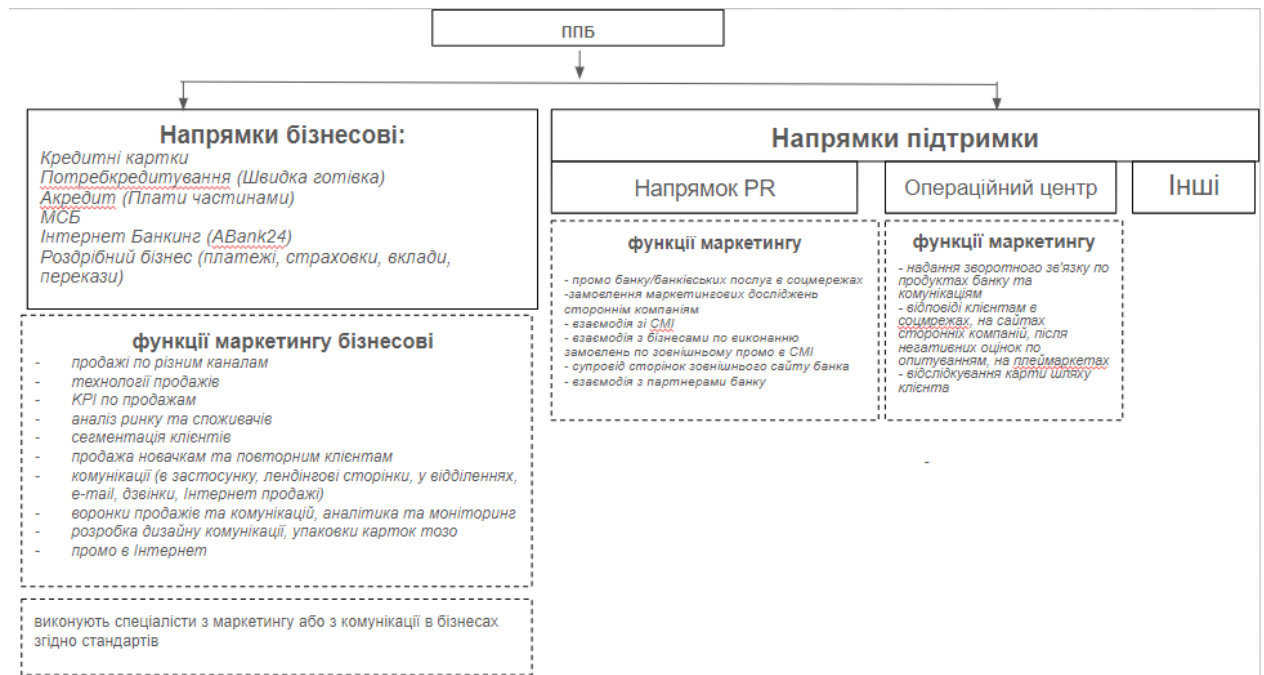 ППБ
Напрямки бізнесові:
Кредитні картки
Потребкредитування (Швидка готівка)
Акредит (Плати частинами)
МСБ
Інтернет Банкинг (ABank24)
Роздрібний бізнес (платежі, страховки, вклади,
перекази)
функції маркетингу бізнесові
- продажі по різним каналам
- технології продажів
- KPI по продажам
- аналіз ринку та споживачів
- сегментація клієнтів
- продажа новачкам та повторним клієнтам
- комунікації (в застосунку, лендінгові сторінки, у відділеннях,
e-mail, дзвінки, Інтернет продажі)
- воронки продажів та комунікацій, аналітика та моніторинг
- розробка дизайну комунікації, упаковки карток тозо
- промо в Інтернет
виконують спеціалісти з маркетингу або з комунікації в бізнесах
згідно стандартів
Напрямки підтримки
Напрямок PR
функції маркетингу
- промо банку/банківських послуг в соцмережах
-замовлення маркетингових досліджень
стороннім компаніям
- взаємодія зі СМІ
- взаємодія з бізнесами по виконанню
замовлень по зовнішньому промо в СМІ
- супровід сторінок зовнішнього сайту банка
- взаємодія з партнерами банку
Операційний центр
функції маркетингу
- надання зворотного зв'язку по
продуктах банку та
комунікаціям
- відповіді клієнтам в
соцмрежах, на сайтах
сторонніх компаній, після
негативних оцінок по
опитуванням, на плеймаркетах
- відслідкування карти шляху
клієнта
-
Інші